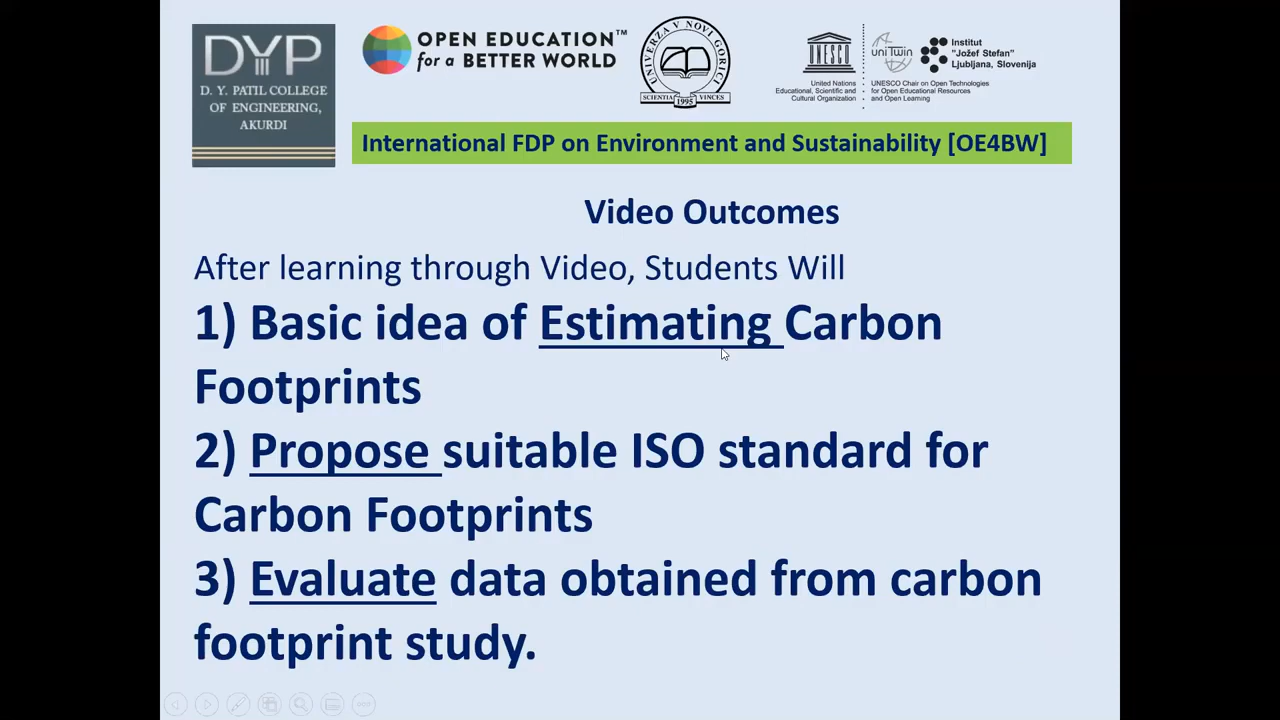 DYP
D. Y. PATIL COLLEGE
OF ENGINEERING,
AKURDI
OPEN EDUCATION™
for a BETTER WORLD
UNIVERZA V NOVI GORICI
SCIENTIA VINCES
1995
UNESCO
United Nations
Educational, Scientific and
Cultural Organization
uniTwin
Institut
"Jožef Stefan"
Ljubljana, Slovenija
UNESCO Chair on Open Technologies
for Open Educational Resources
and Open Learning
International FDP on Environment and Sustainability [OE4BW]
Video Outcomes
After learning through Video, Students Will
1) Basic idea of Estimating Carbon
Footprints
2) Propose suitable ISO standard for
Carbon Footprints
3) Evaluate data obtained from carbon
footprint study.